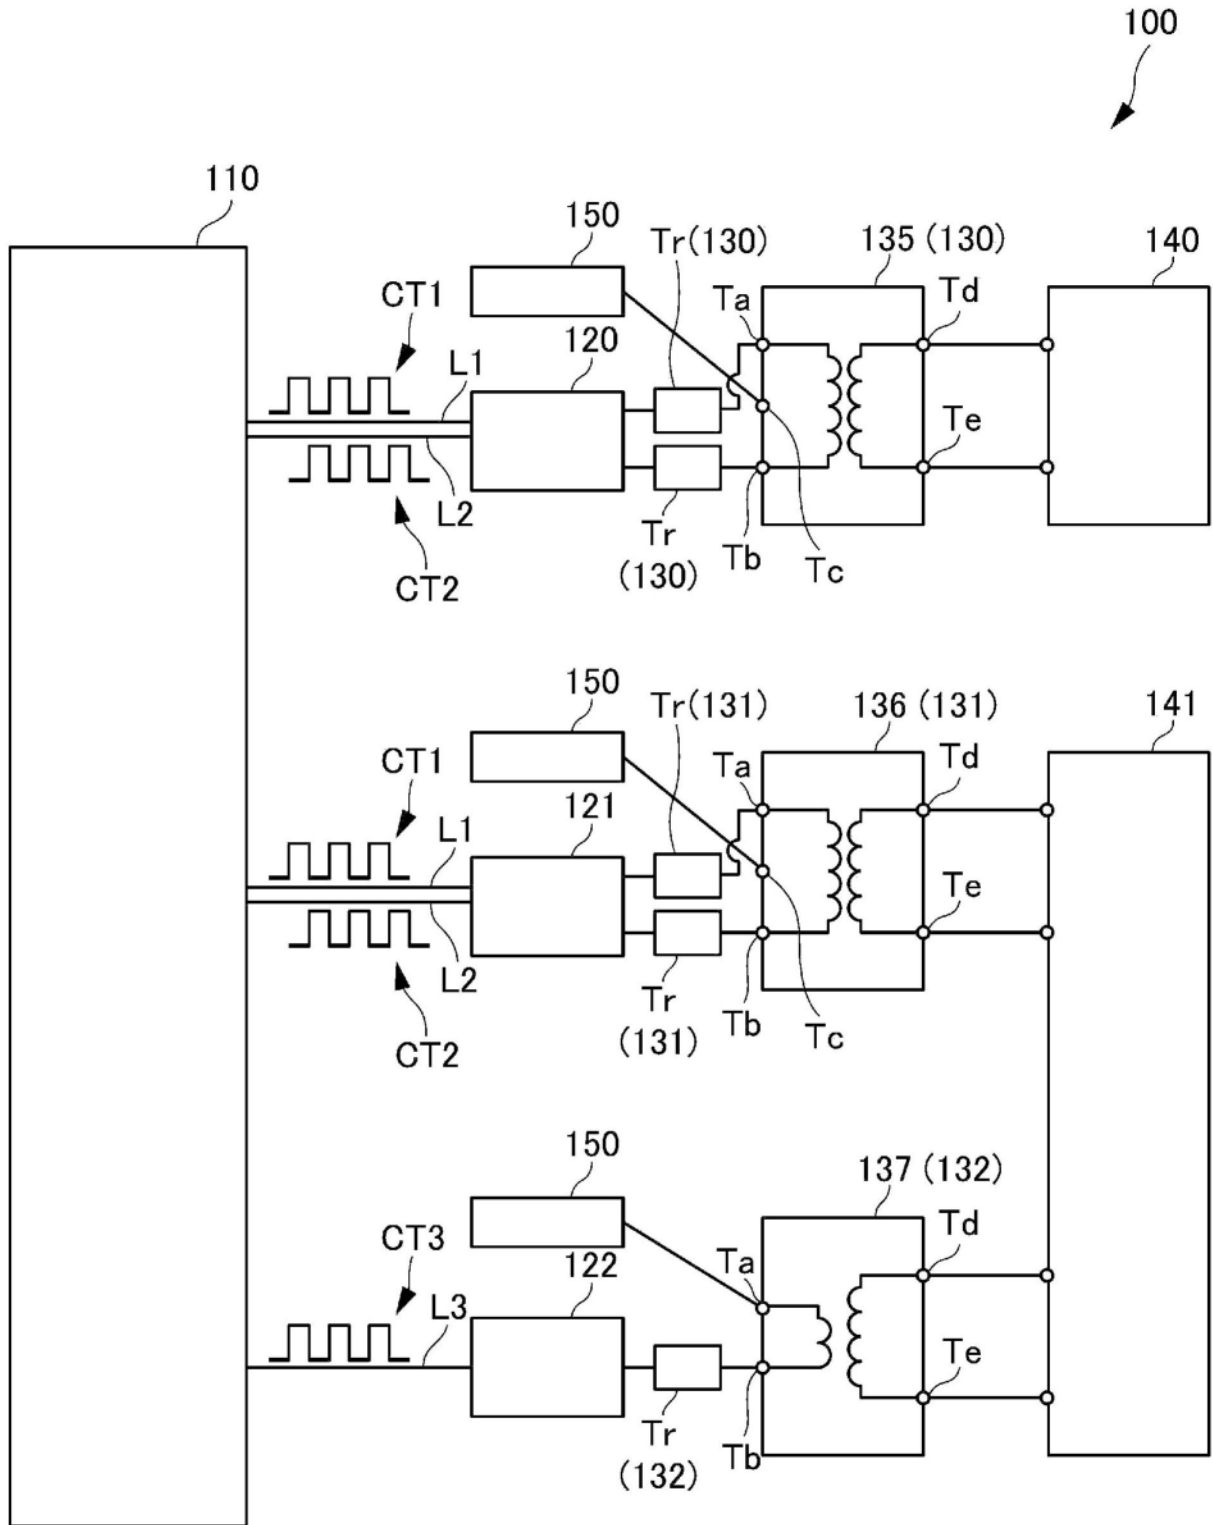 100
110
150
Tr(130)
135(130)
140
CT1
Ta
Td
120
L1
Te
L2
Tr
(130)
Tb
Tc
CT2
150
Tr(131)
136(131)
141
CT1
Ta
Td
121
L1
Te
L2
Tr
(131)
Tb
Tc
CT2
150
137(132)
CT3
Ta
Td
122
L3
Te
Tr
(132)
Tb